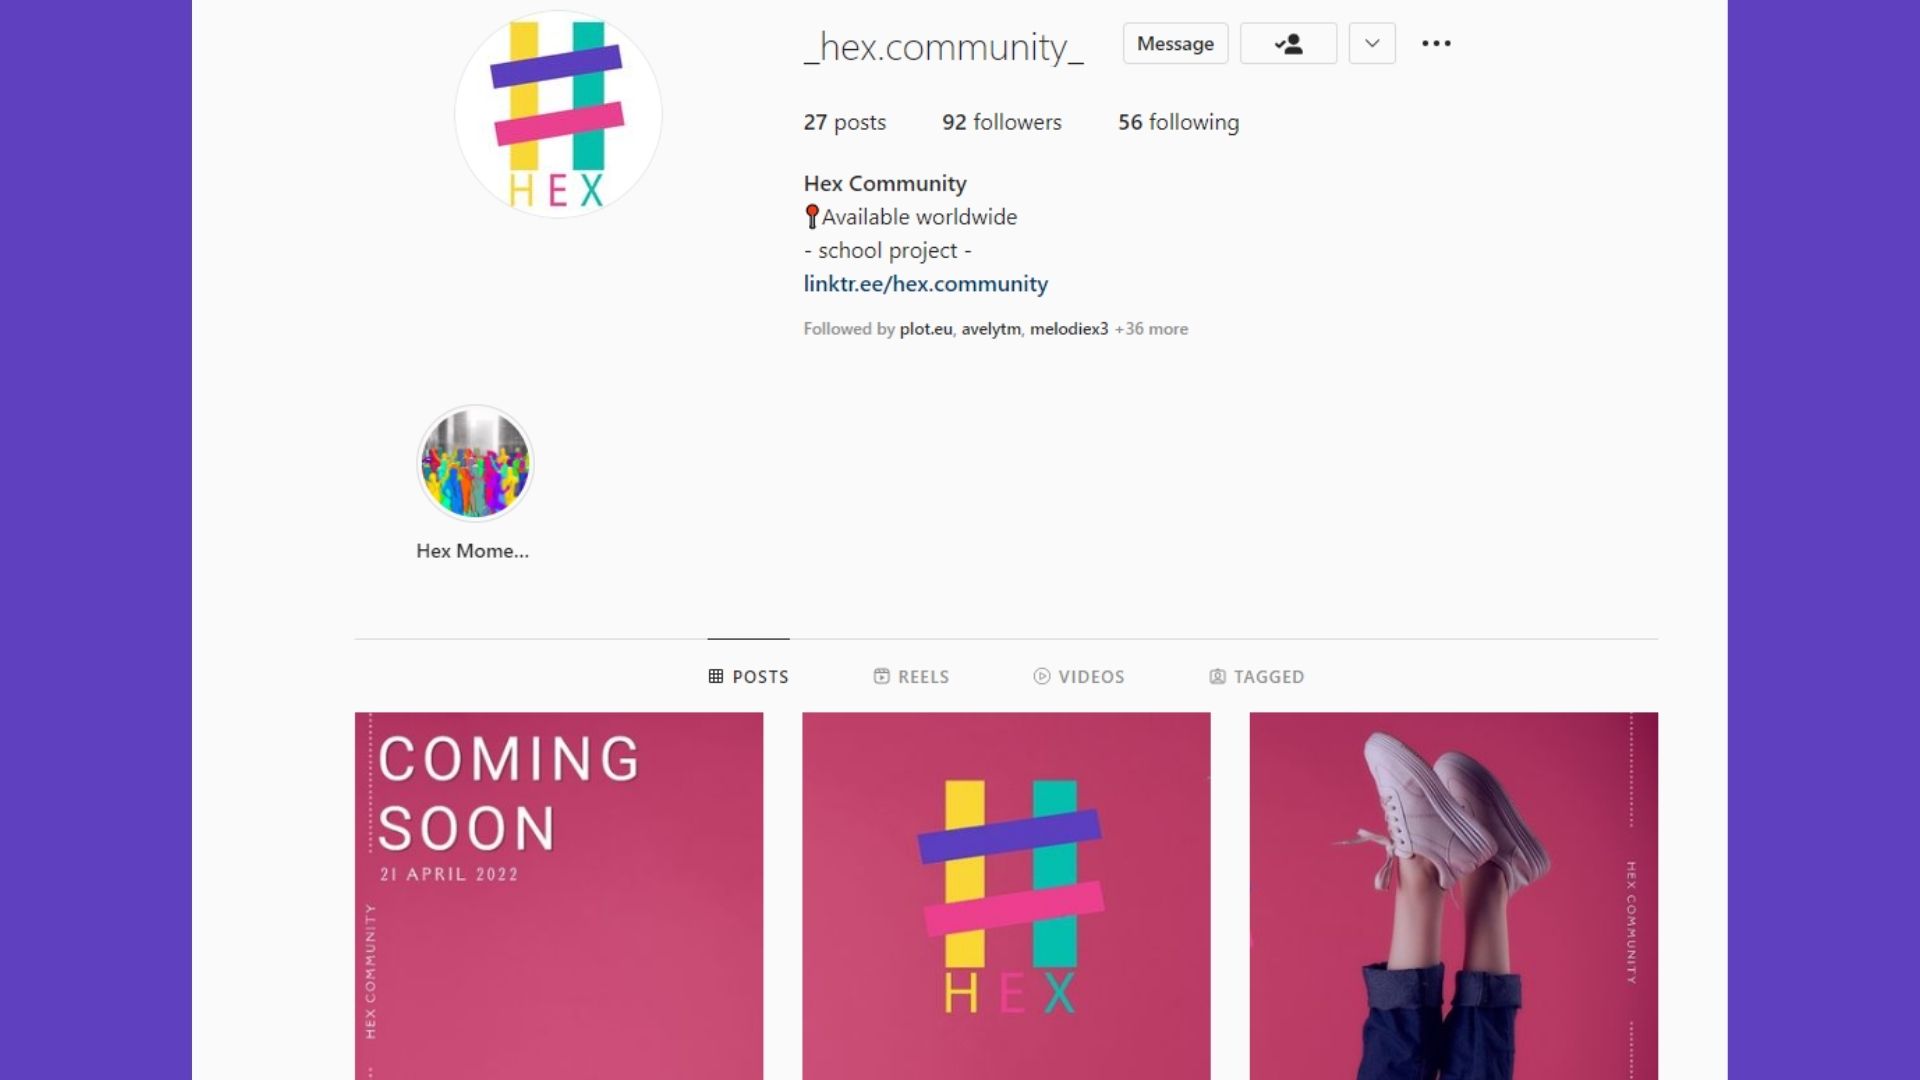 HEX
_hex.community_
Message
27 posts 92 followers 56 following
Hex Community
📍Available worldwide
- school project -
linktr.ee/hex.community
Followed by plot.eu, avelytm, melodiex3 +36 more
Hex Mome...
POSTS REELS VIDEOS TAGGED
COMING
SOON
21 APRIL 2022
HEX COMMUNITY
HEX
HEX COMMUNITY